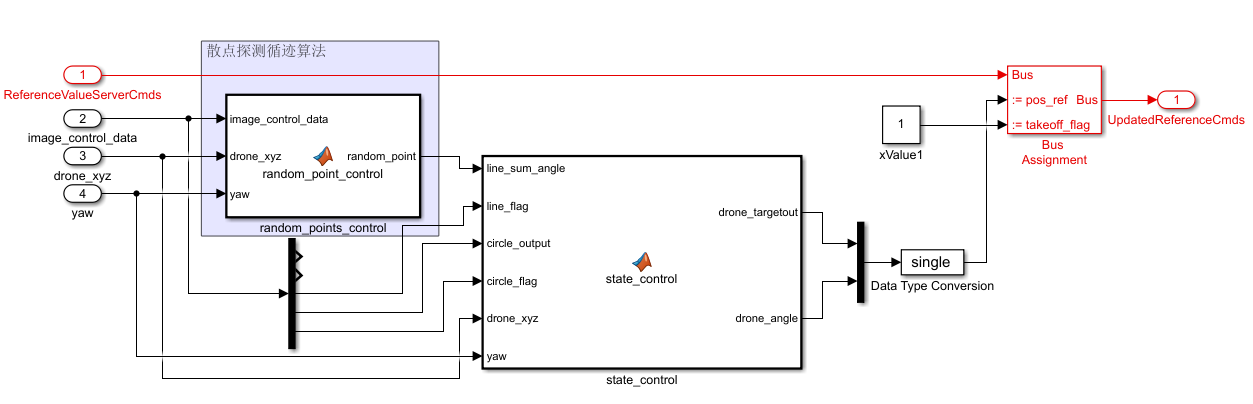 散点探测循迹算法
1
ReferenceValueServerCmds
2
image_control_data
3
drone_xyz
4
yaw
image_control_data
drone_xyz
yaw
random_point
random_point_control
random_points_control
line_sum_angle
line_flag
circle_output
circle_flag
drone_xyz
yaw
state_control
drone_targetout
drone_angle
state_control
single
Data Type Conversion
1
xValue1
Bus
:= pos_ref Bus
:= takeoff_flag
Bus
Assignment
1
UpdatedReferenceCmds